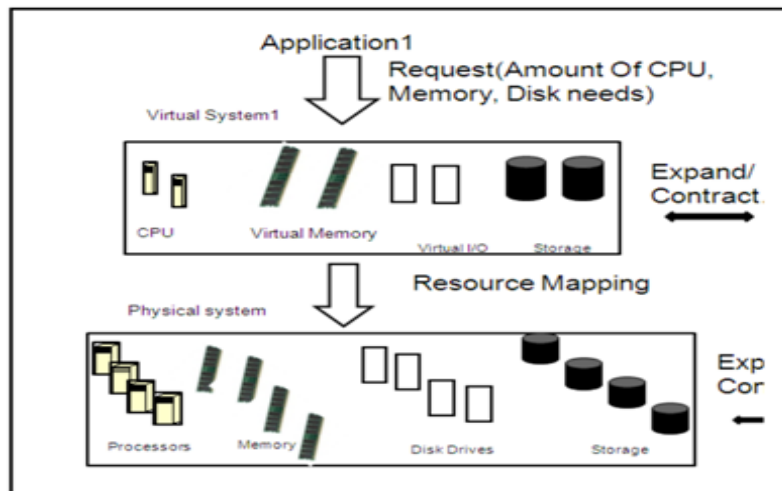 Application1
Request(Amount Of CPU,
Memory, Disk needs)
Virtual System1
Expand/
Contract.
CPU
Virtual Memory
Virtual I/O
Storage
Resource Mapping
Physical system
Exp
Con
Processors
Memory
Disk Drives
Storage